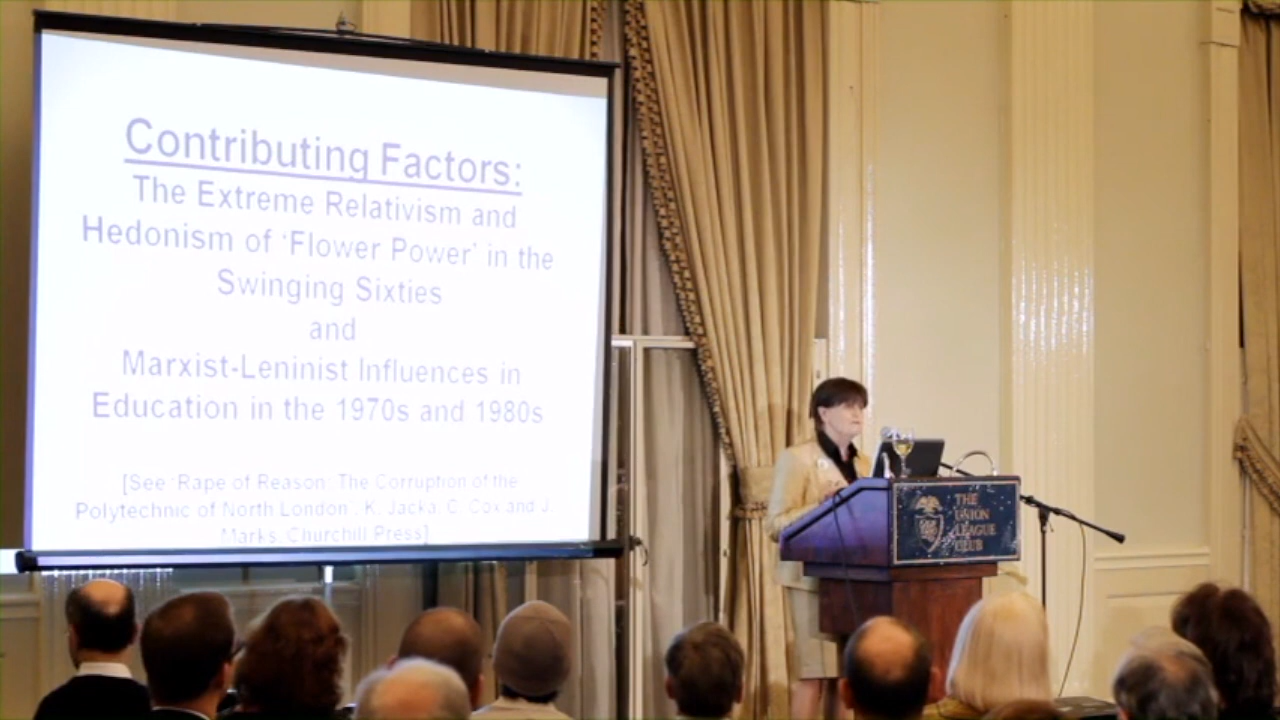 Contributing Factors:
The Extreme Relativism and
Hedonism of 'Flower Power' in the
Swinging Sixties
and
Marxist-Leninist Influences in
Education in the 1970s and 1980s
[See 'Rape of Reason: The Corruption of the
Polytechnic of North London', K. Jacka, C. Cox and J.
Marks, Churchill Press]
THE
UNION
LEAGUE
CLUB